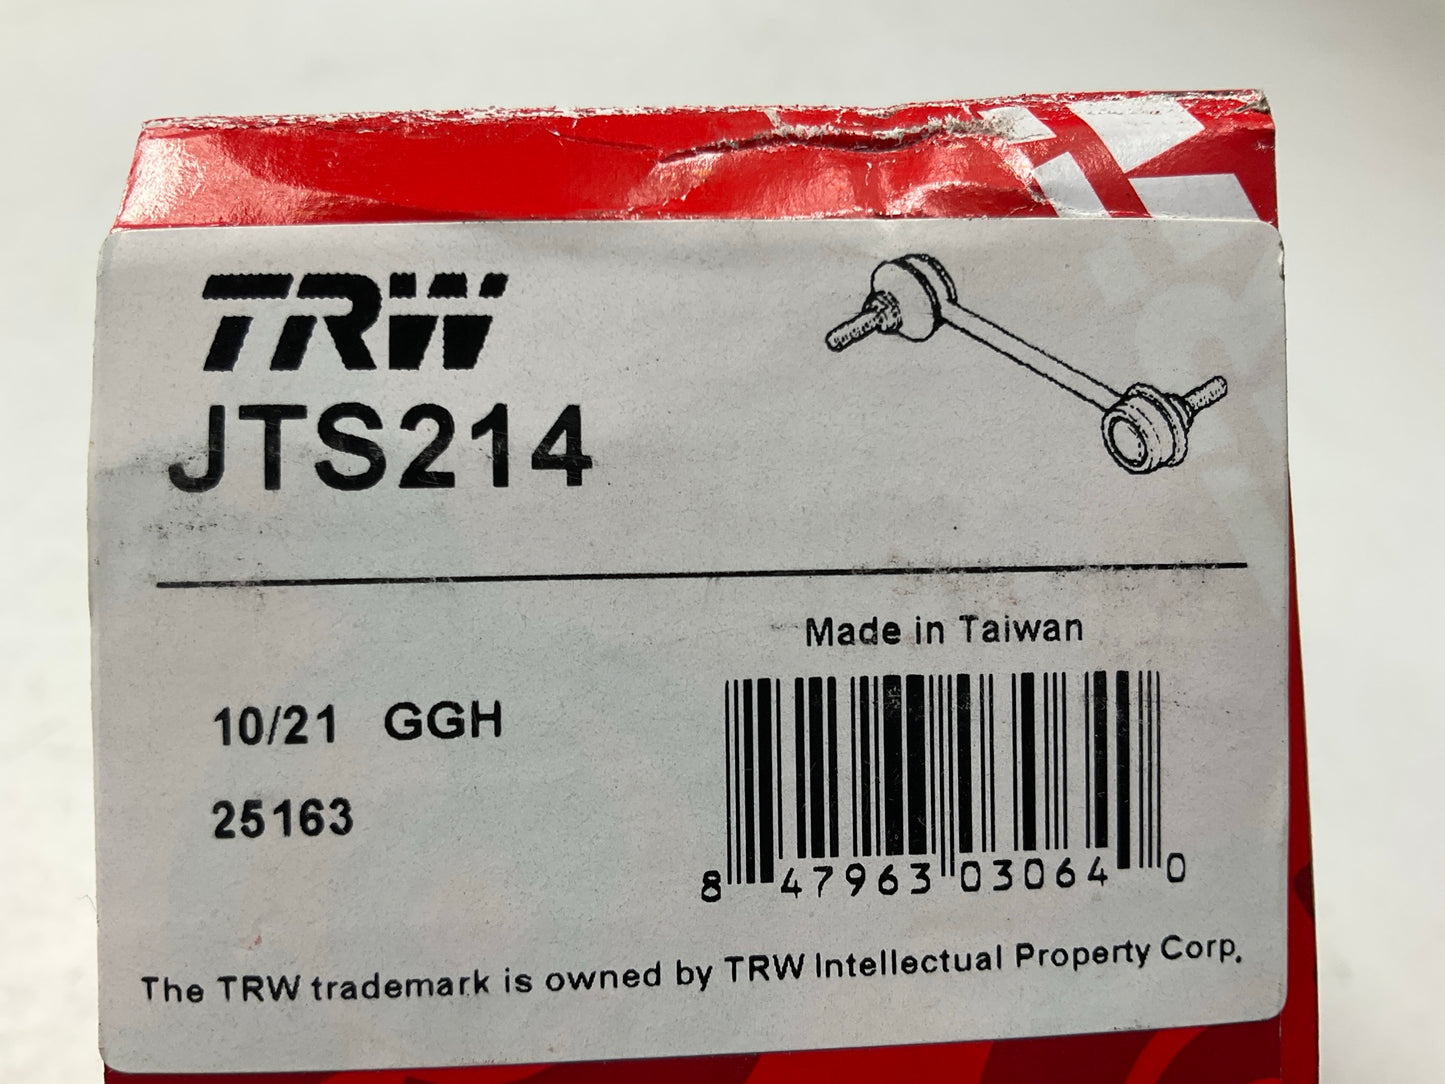 TRW
JTS214
Made in Taiwan
10/21 GGH
25163
8 47963 03064 0
The TRW trademark is owned by TRW Intellectual Property Corp.